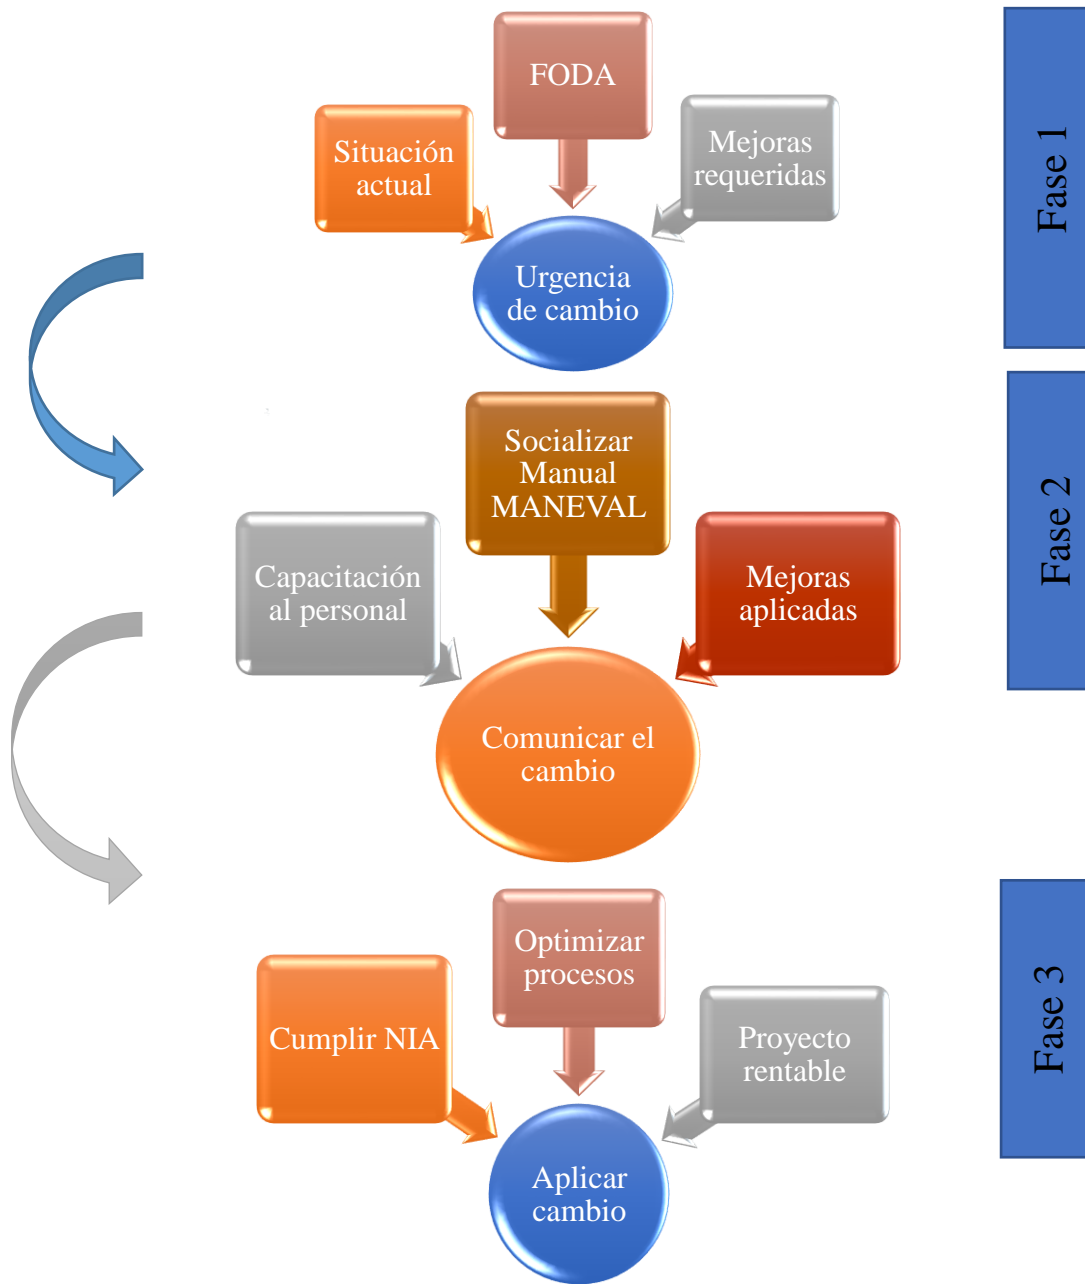 FODA
Situación
actual
Mejoras
requeridas
Urgencia
de cambio
Fase 1
Socializar
Manual
MANEVAL
Capacitación
al personal
Mejoras
aplicadas
Comunicar el
cambio
Fase 2
Optimizar
procesos
Cumplir NIA
Proyecto
rentable
Aplicar
cambio
Fase 3